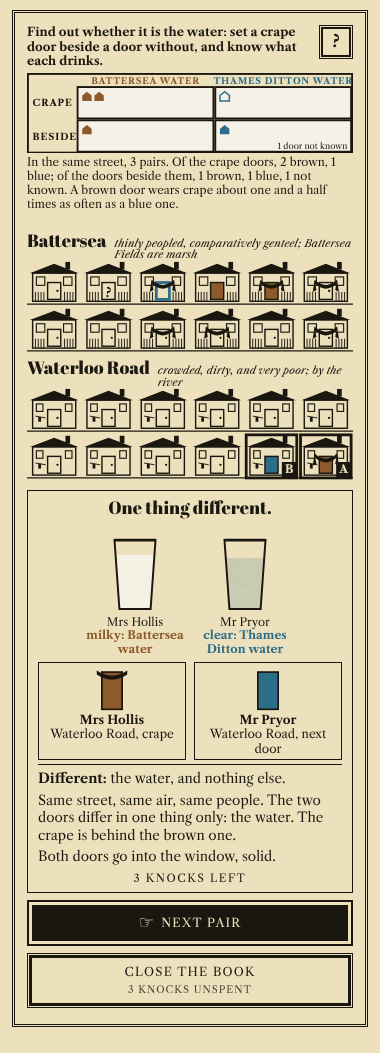 Find out whether it is the water: set a crape
door beside a door without, and know what
each drinks.
?
BATTERSEA WATER THAMES DITTON WATER
CRAPE
BESIDE
1 door not known
In the same street, 3 pairs. Of the crape doors, 2 brown, 1
blue; of the doors beside them, 1 brown, 1 blue, 1 not
known. A brown door wears crape about one and a half
times as often as a blue one.
Battersea thinly peopled, comparatively genteel; Battersea
Fields are marsh
?
Waterloo Road crowded, dirty, and very poor; by the
river
B A
One thing different.
Mrs Hollis Mr Pryor
milky: Battersea clear: Thames
water Ditton water
Mrs Hollis
Waterloo Road, crape
Mr Pryor
Waterloo Road, next
door
Different: the water, and nothing else.
Same street, same air, same people. The two
doors differ in one thing only: the water. The
crape is behind the brown one.
Both doors go into the window, solid.
3 KNOCKS LEFT
☞ NEXT PAIR
CLOSE THE BOOK
3 KNOCKS UNSPENT